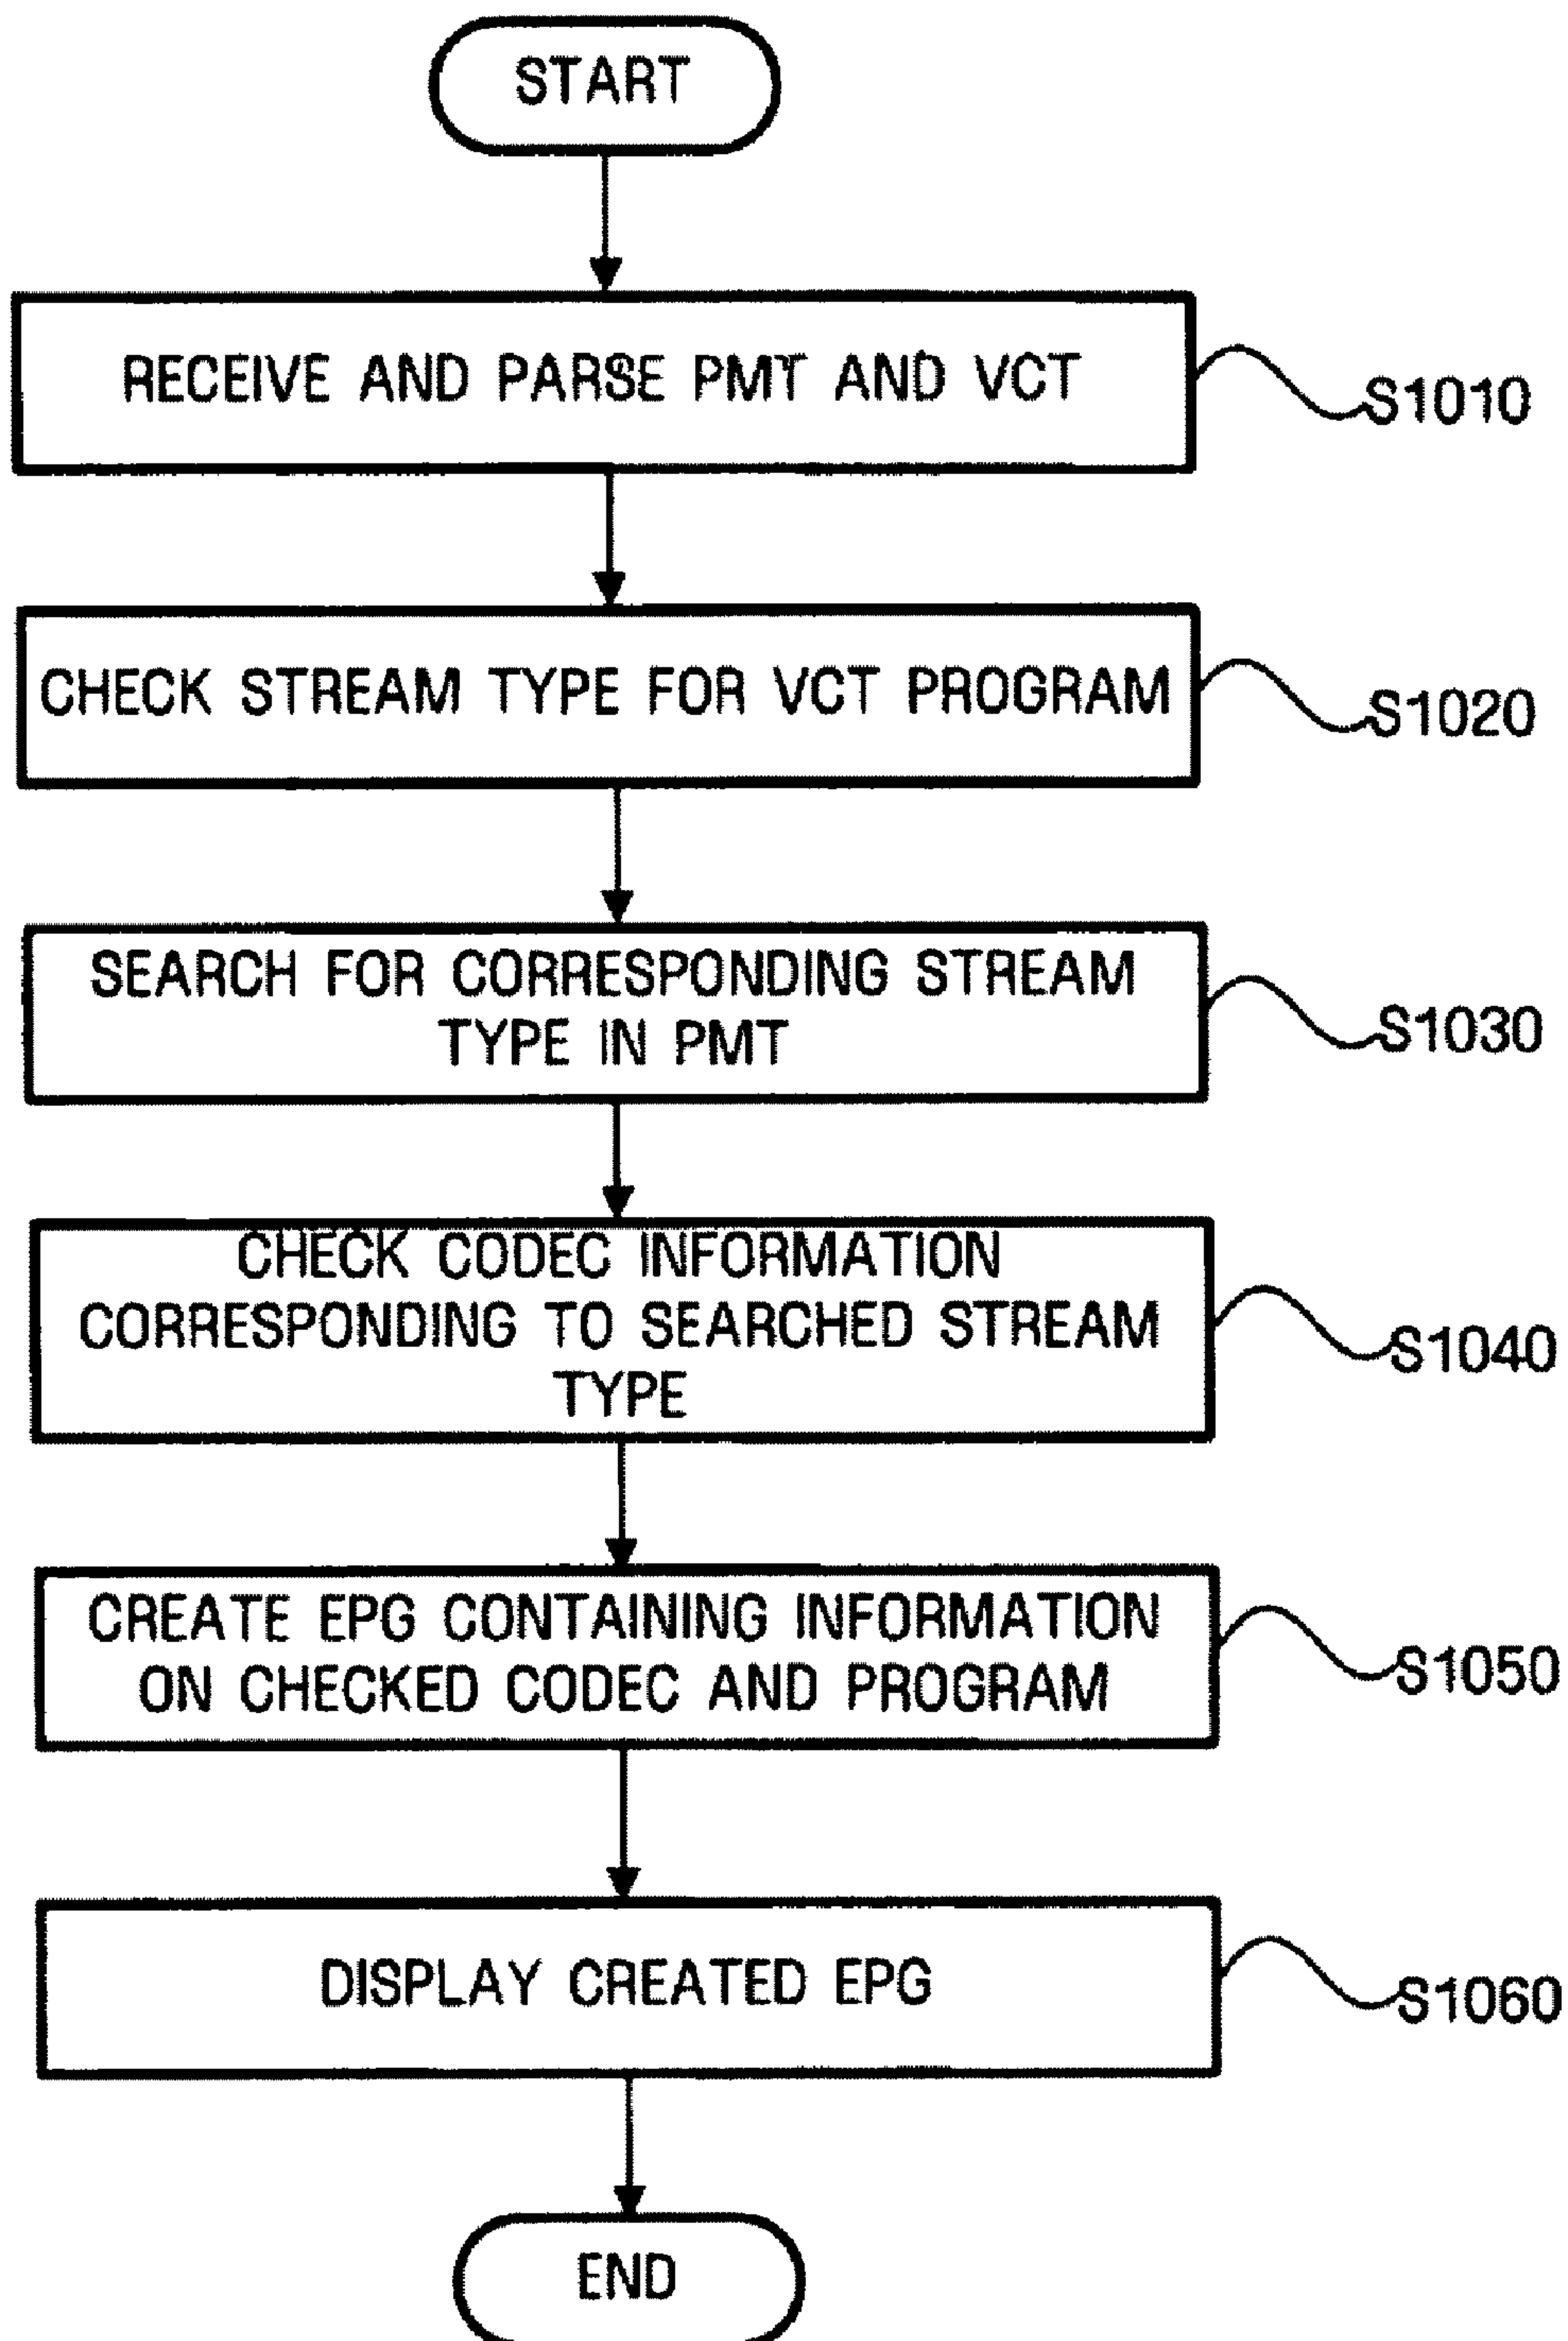 START
RECEIVE AND PARSE PMT AND VCT
S1010
CHECK STREAM TYPE FOR VCT PROGRAM
S1020
SEARCH FOR CORRESPONDING STREAM
TYPE IN PMT
S1030
CHECK CODEC INFORMATION
CORRESPONDING TO SEARCHED STREAM
TYPE
S1040
CREATE EPG CONTAINING INFORMATION
ON CHECKED CODEC AND PROGRAM
S1050
DISPLAY CREATED EPG
S1060
END